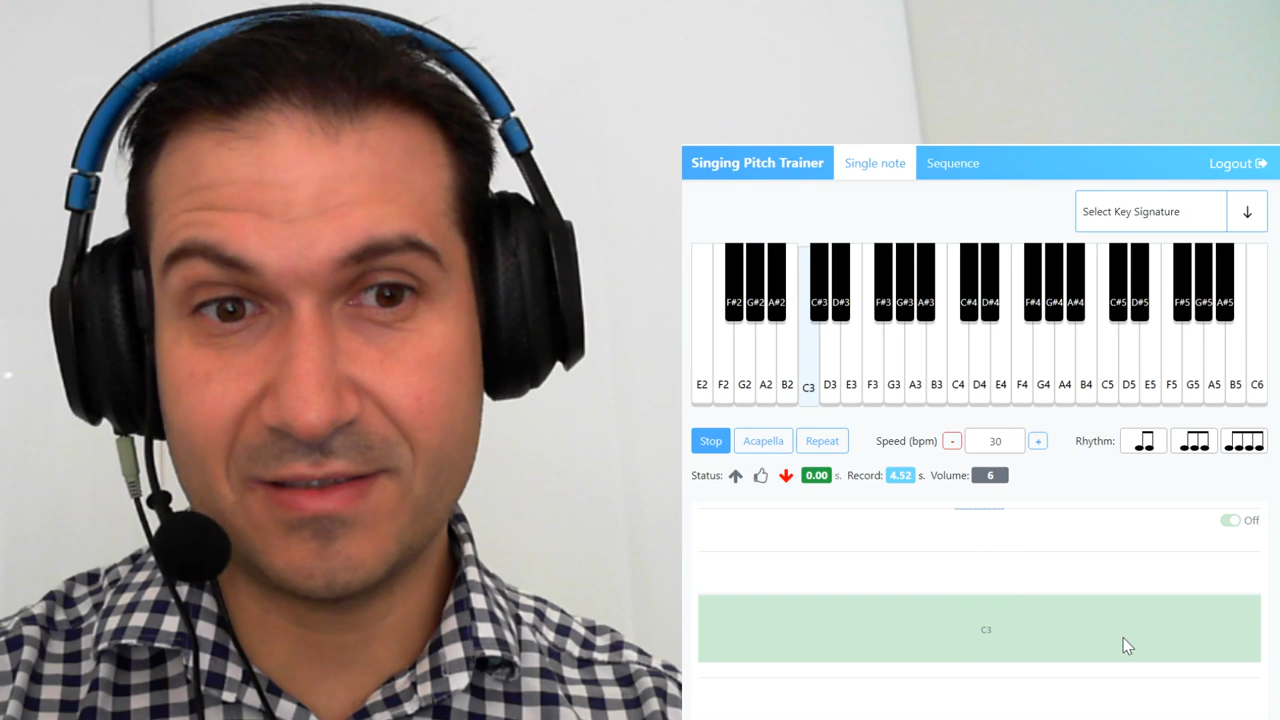 Singing Pitch Trainer Single note Sequence Logout
Select Key Signature
F#2 G#2 A#2 C#3 D#3 F#3 G#3 A#3 C#4 D#4 F#4 G#4 A#4 C#5 D#5 F#5 G#5 A#5
E2 F2 G2 A2 B2 C3 D3 E3 F3 G3 A3 B3 C4 D4 E4 F4 G4 A4 B4 C5 D5 E5 F5 G5 A5 B5 C6
Stop Acapella Repeat Speed (bpm) - 30 + Rhythm:
Status: 0.00 s. Record: 4.52 s. Volume: 6
Off
C3